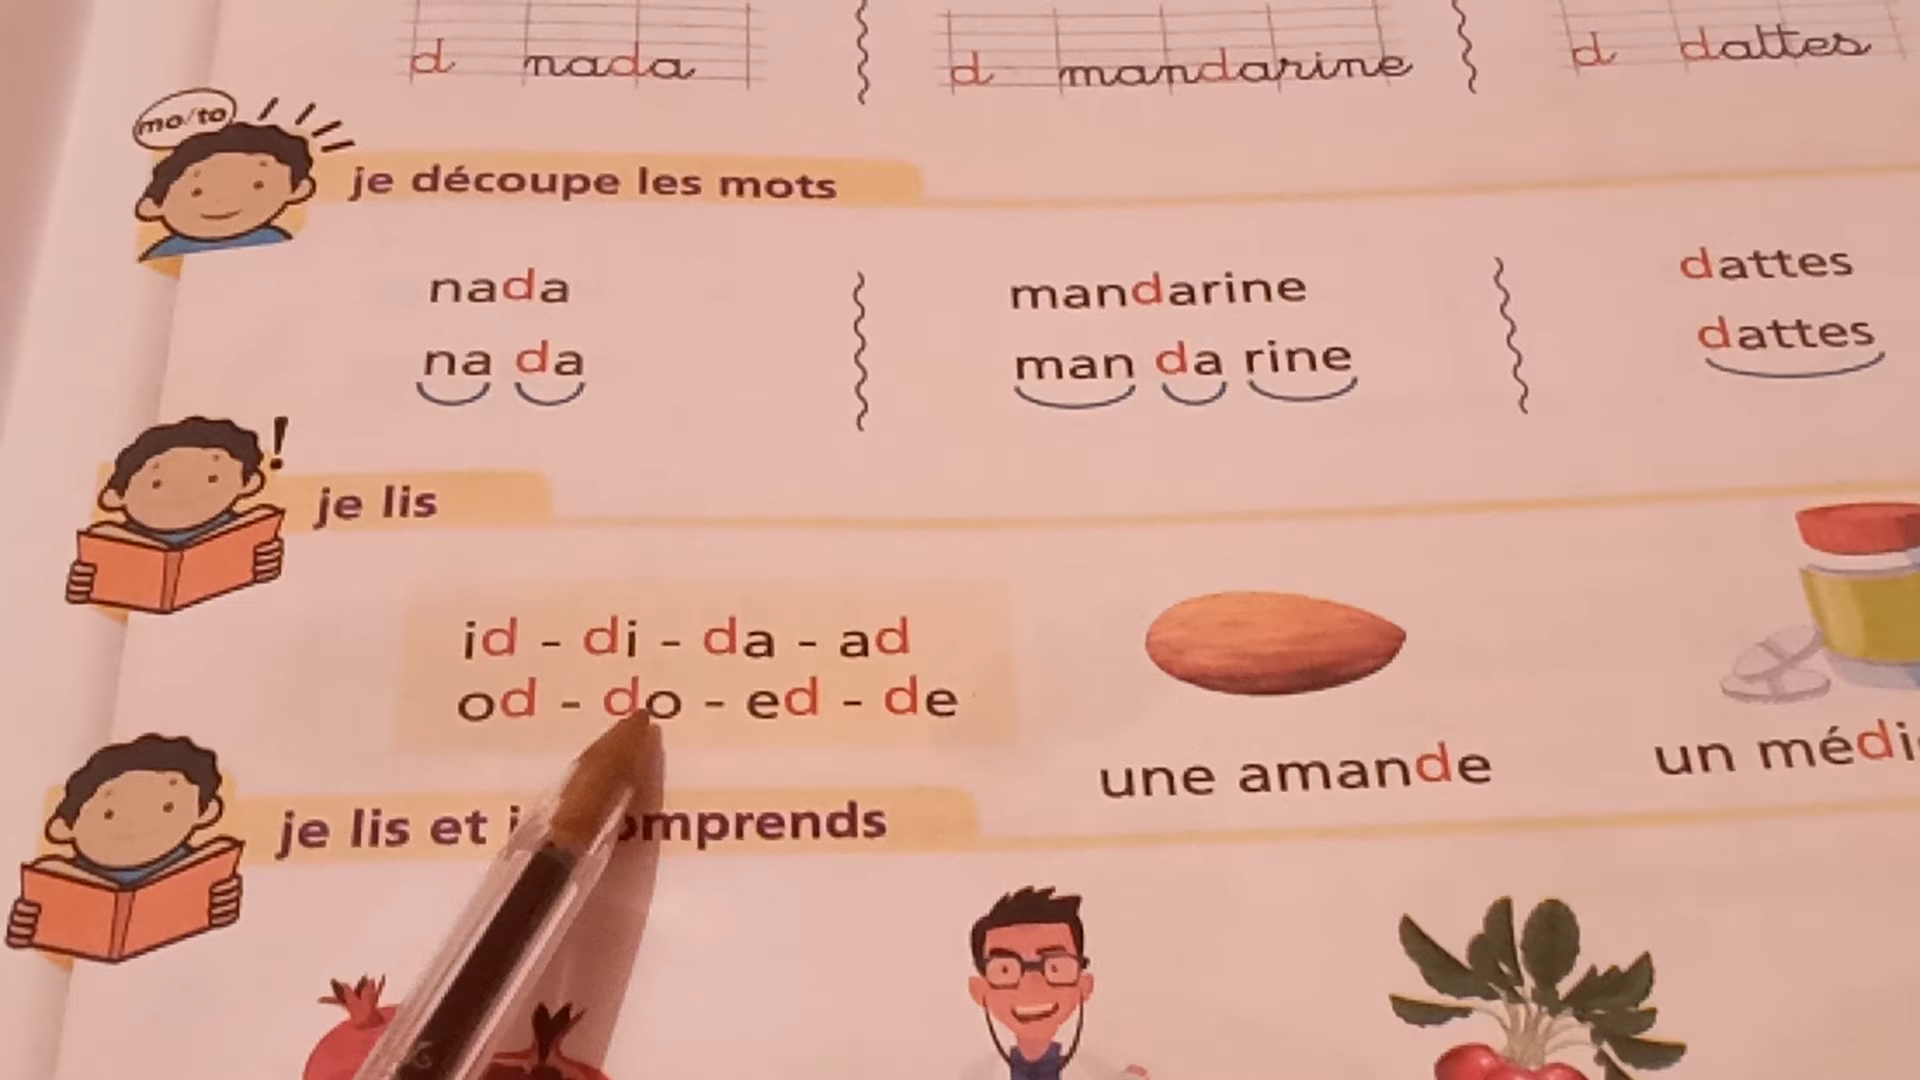 d nada d mandarine d dattes
mo/to
je découpe les mots
nada mandarine dattes
na da man da rine dattes
je lis
id - di - da - ad
od - do - ed - de
une amande un
je lis et